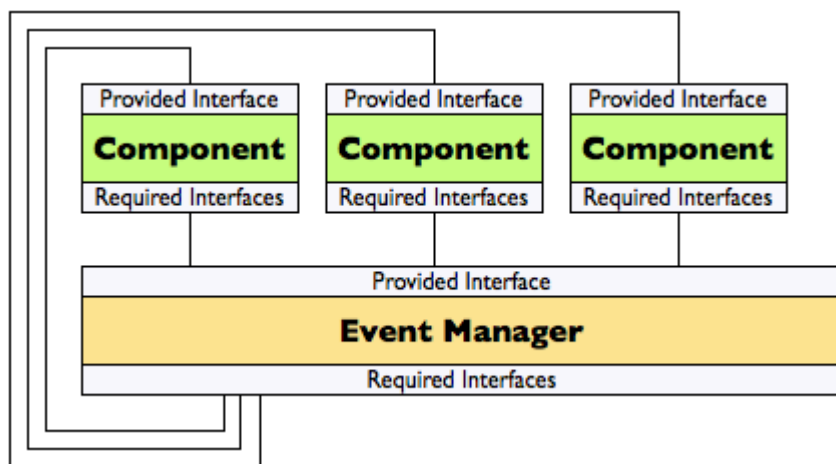 Provided Interface Provided Interface Provided Interface
Component Component Component
Required Interfaces Required Interfaces Required Interfaces
Provided Interface
Event Manager
Required Interfaces